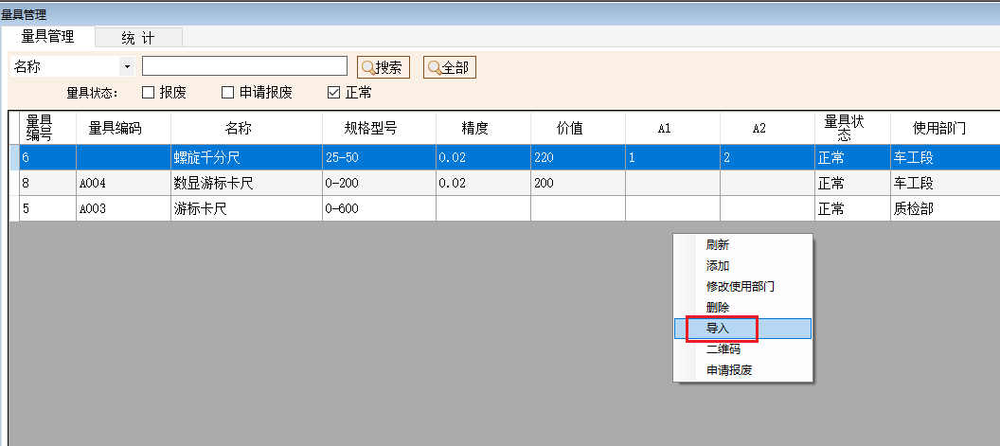 量具管理
量具管理 统 计
名称 搜索 全部
量具状态: 报废 申请报废 正常
量具编号 量具编码 名称 规格型号 精度 价值 A1 A2 量具状态 使用部门
6 螺旋千分尺 25-50 0.02 220 1 2 正常 车工段
8 A004 数显游标卡尺 0-200 0.02 200 正常 车工段
5 A003 游标卡尺 0-600 正常 质检部
刷新
添加
修改使用部门
删除
导入
二维码
申请报废